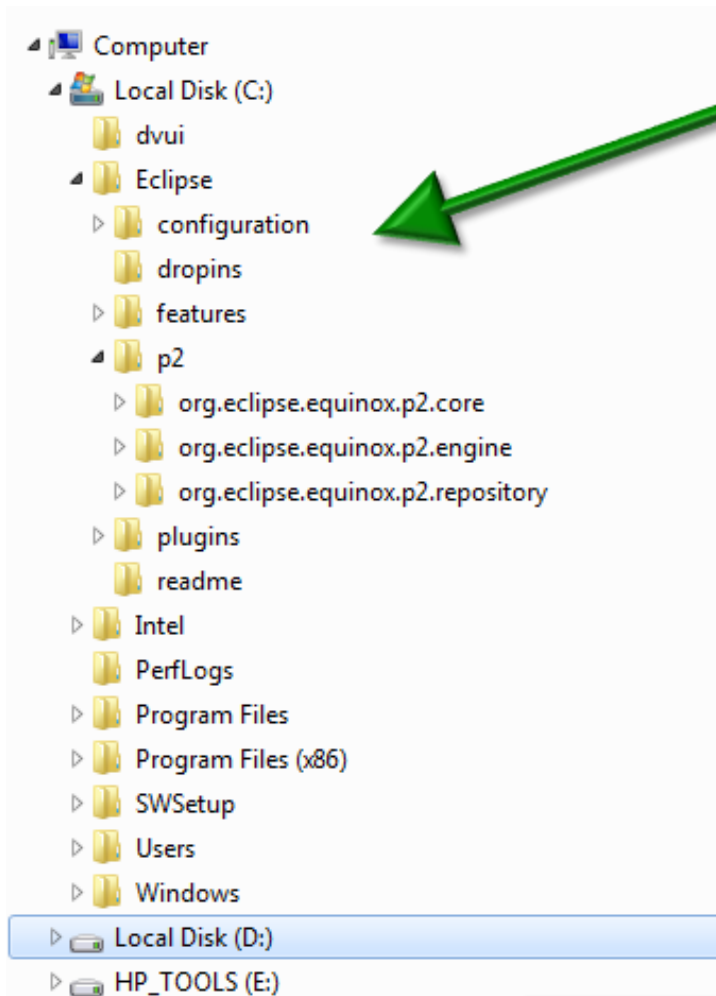 Computer
Local Disk (C:)
dvui
Eclipse
configuration
dropins
features
p2
org.eclipse.equinox.p2.core
org.eclipse.equinox.p2.engine
org.eclipse.equinox.p2.repository
plugins
readme
Intel
PerfLogs
Program Files
Program Files (x86)
SWSetup
Users
Windows
Local Disk (D:)
HP_TOOLS (E:)